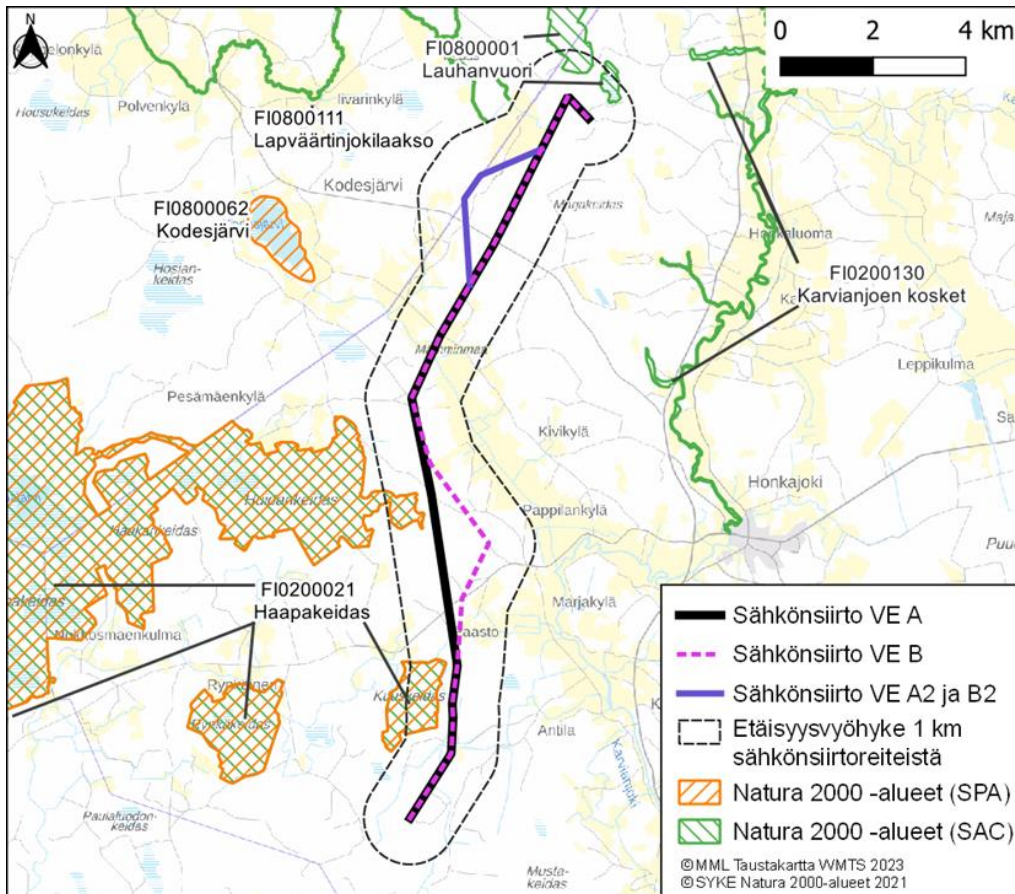 N
0 2 4 km
FI0800001
Lauhanvuori
Polvenkylä
Iivarinkylä
FI0800111
Lapväärtinjokilaakso
Kodesjärvi
FI0800062
Kodesjärvi
Hosian-
keidas
FI0200130
Karvianjoen kosket
Leppikulma
Pesämäenkylä
Kivikylä
Honkajoki
Pappilankylä
FI0200021
Haapakeidas
Marjakylä
Antila
Karvianjoki
Musta-
keidas
Sähkönsiirto VE A
Sähkönsiirto VE B
Sähkönsiirto VE A2 ja B2
Etäisyysvyöhyke 1 km
sähkönsiirtoreiteistä
Natura 2000 -alueet (SPA)
Natura 2000 -alueet (SAC)
©MML Taustakartta WMTS 2023
©SYKE Natura 2000-alueet 2021